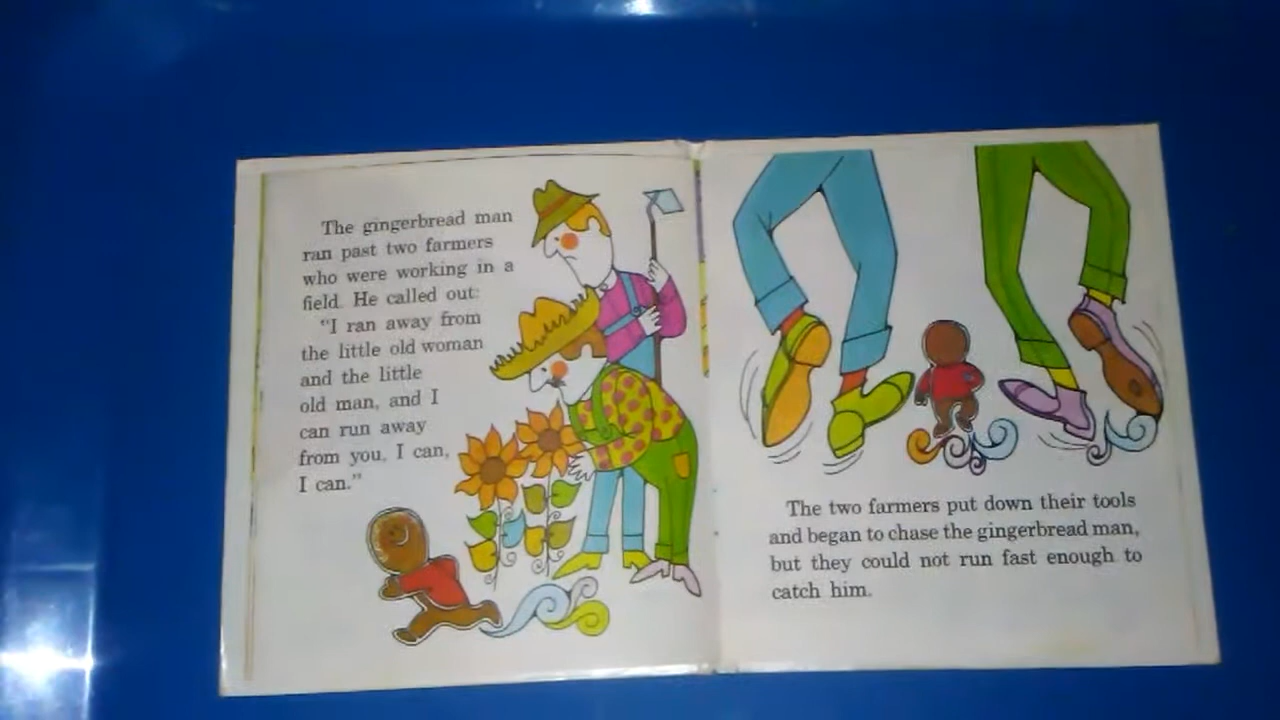 The gingerbread man
ran past two farmers
who were working in a
field. He called out:
"I ran away from
the little old woman
and the little
old man, and I
can run away
from you, I can,
I can."
The two farmers put down their tools
and began to chase the gingerbread man,
but they could not run fast enough to
catch him.